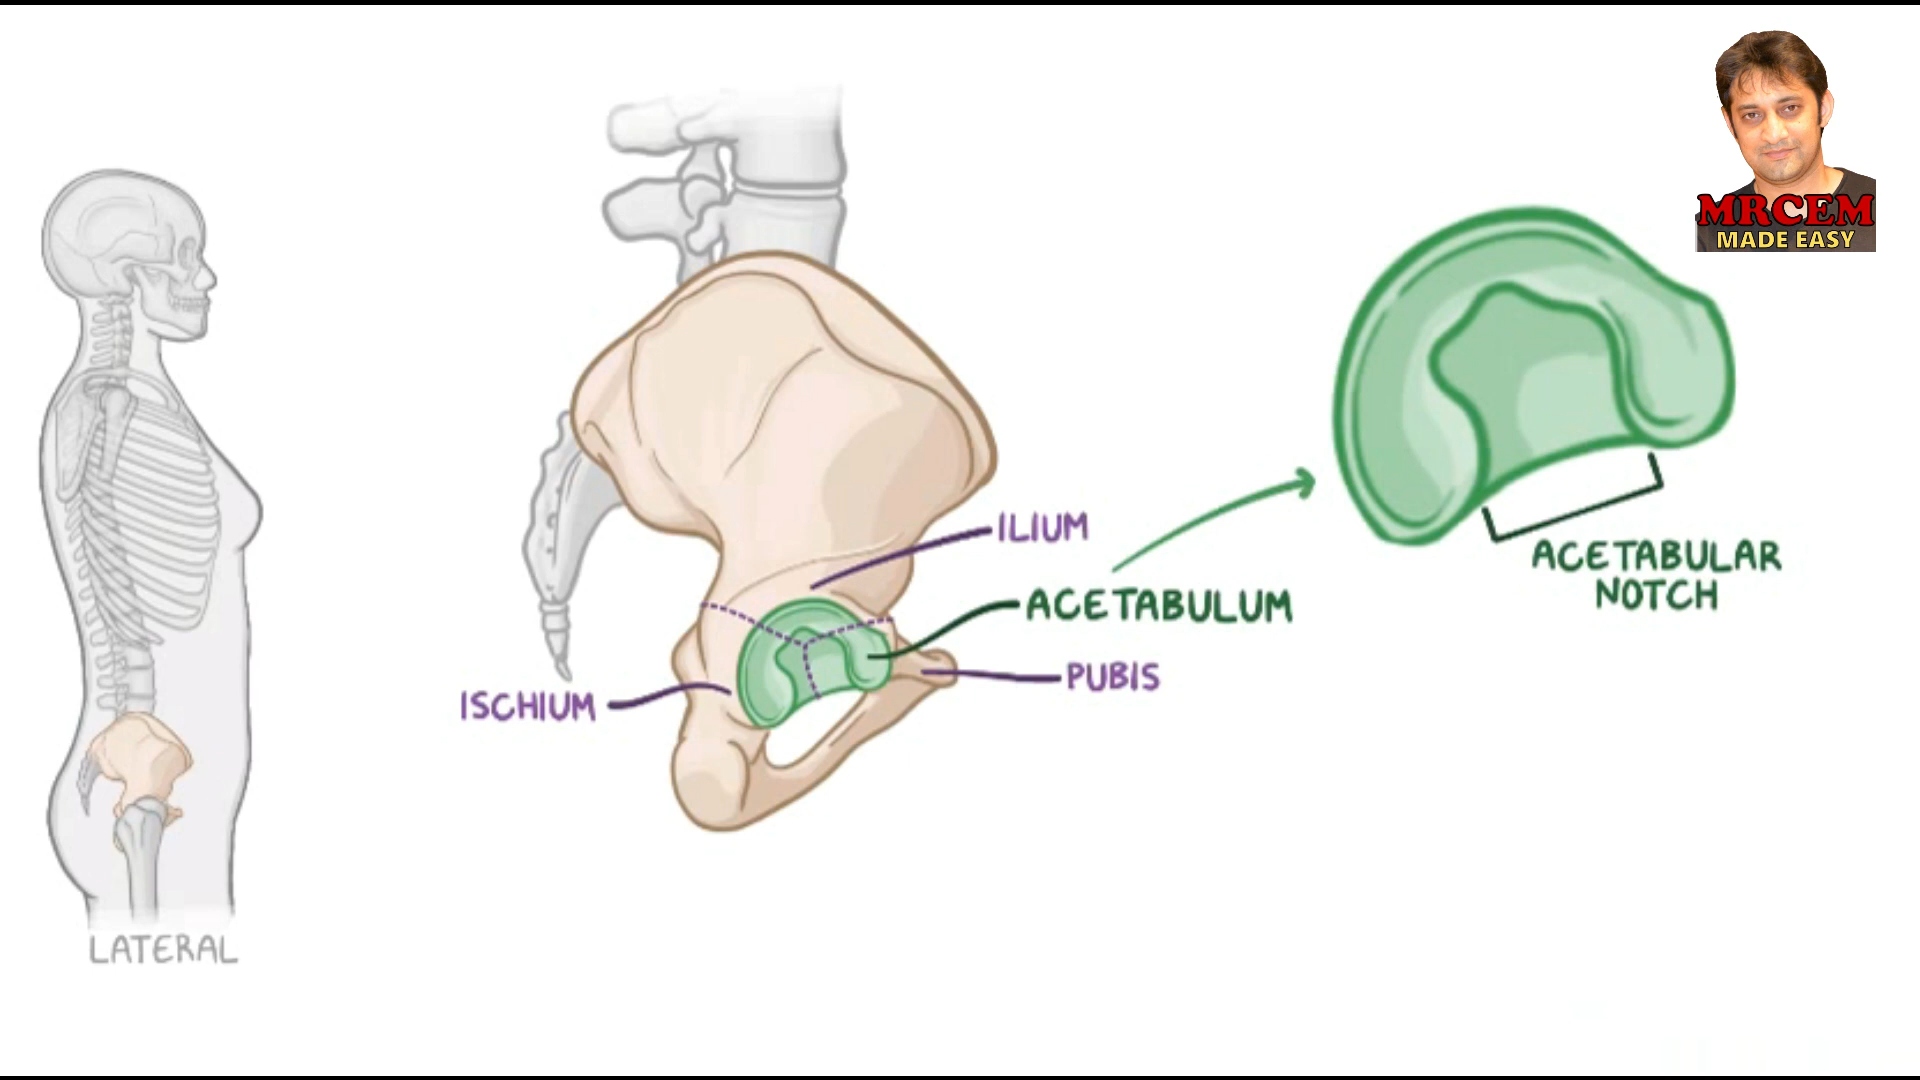 MRCEM
MADE EASY
ILIUM
ACETABULUM
PUBIS
ISCHIUM
ACETABULAR
NOTCH
LATERAL